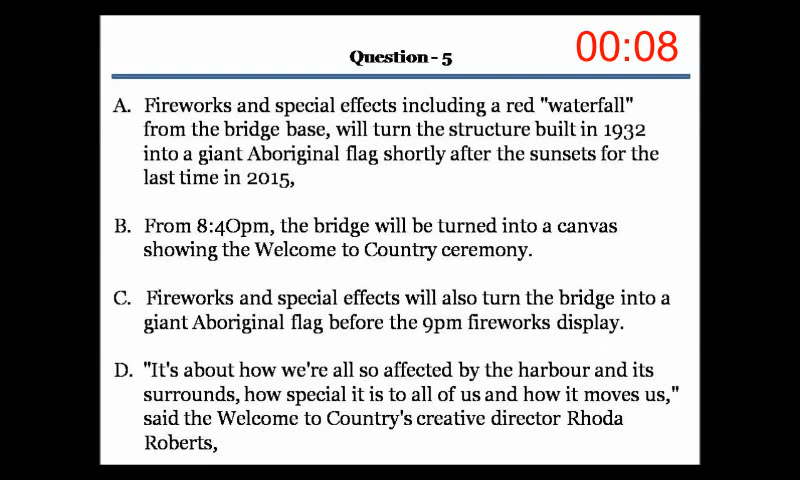 Question - 5
00:08
A. Fireworks and special effects including a red "waterfall"
from the bridge base, will turn the structure built in 1932
into a giant Aboriginal flag shortly after the sunsets for the
last time in 2015,
B. From 8:40pm, the bridge will be turned into a canvas
showing the Welcome to Country ceremony.
C. Fireworks and special effects will also turn the bridge into a
giant Aboriginal flag before the 9pm fireworks display.
D. "It's about how we're all so affected by the harbour and its
surrounds, how special it is to all of us and how it moves us,"
said the Welcome to Country's creative director Rhoda
Roberts,